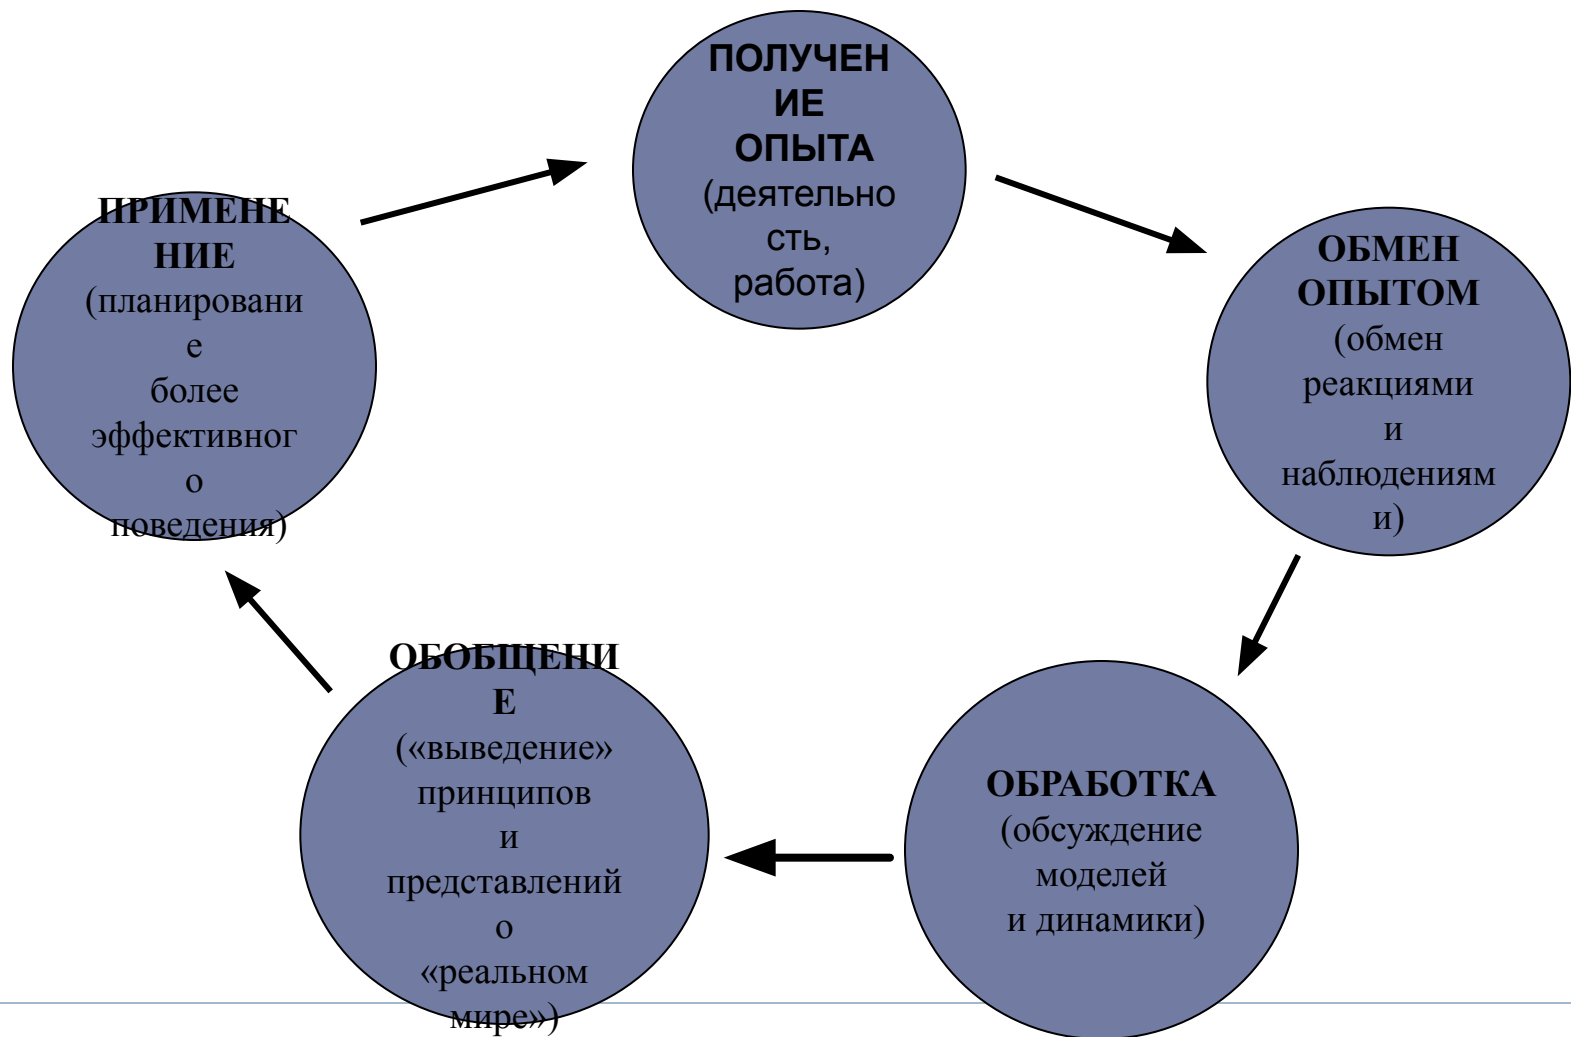 ПОЛУЧЕН
ИЕ
ОПЫТА
(деятельно
сть,
работа)
ОБМЕН
ОПЫТОМ
(обмен
реакциями
и
наблюдениям
и)
ОБРАБОТКА
(обсуждение
моделей
и динамики)
ОБОБЩЕНИ
Е
(«выведение»
принципов
и
представлений
о
«реальном
мире»)
ПРИМЕНЕ
НИЕ
(планировани
е
более
эффективног
о
поведения)